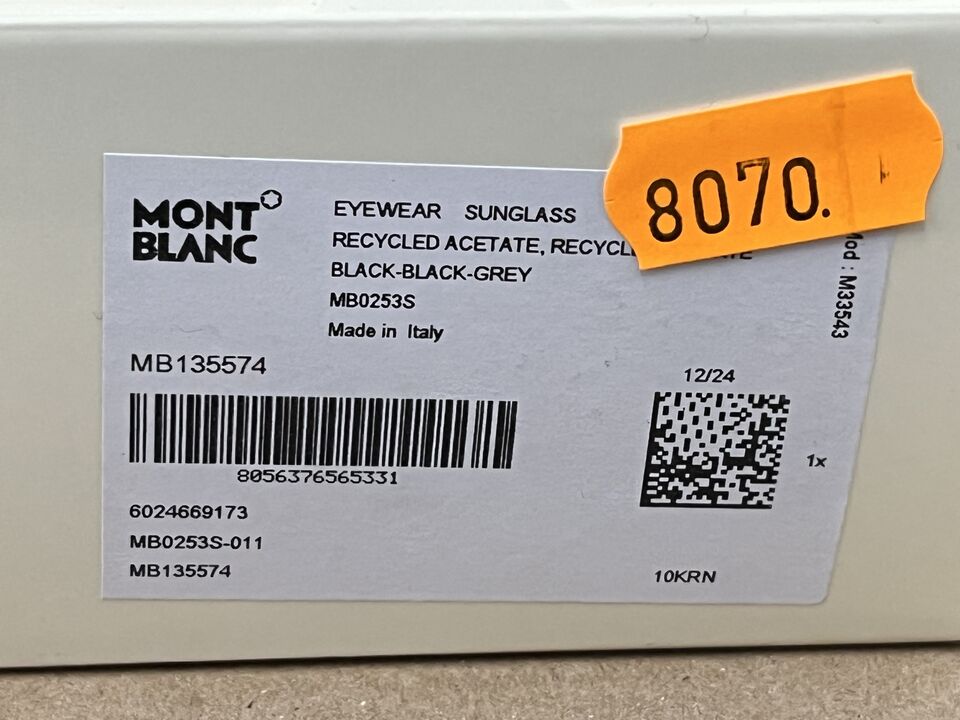 MONT
BLANC
EYEWEAR SUNGLASS
RECYCLED ACETATE,
BLACK-BLACK-GREY
MB0253S
Made in Italy
8070.
Mod : M33543
MB135574
8056376565331
12/24
1x
6024669173
MB0253S-011
MB135574
10KRN